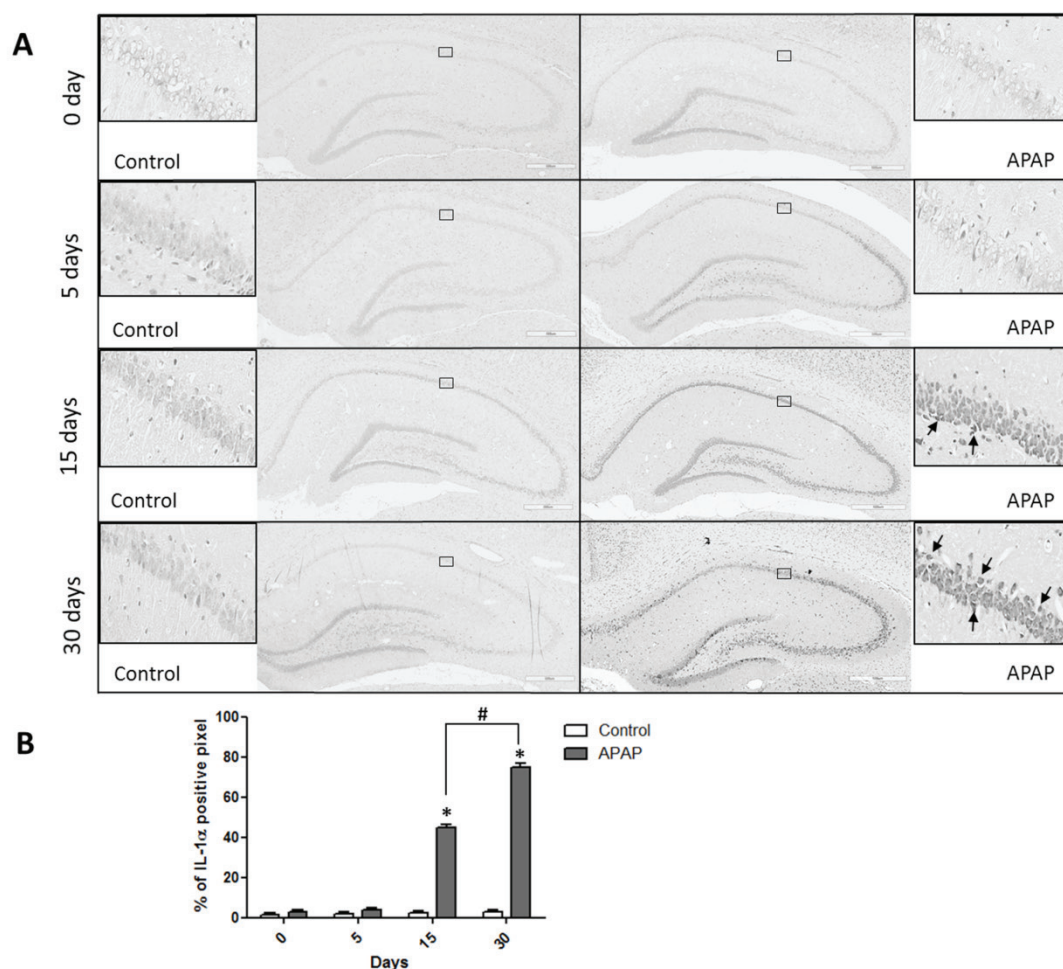 A
0 day
Control
APAP
5 days
Control
APAP
15 days
Control
APAP
30 days
Control
APAP
B
% of IL-1α positive pixel
100
80
60
40
20
0
#
*
*
Control
APAP
0
5
15
30
Days